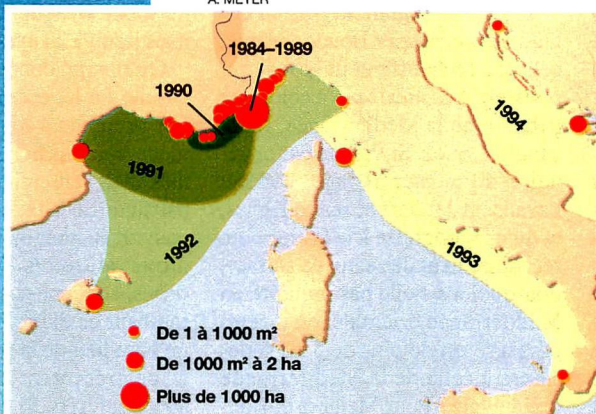 A. MEYER
1984–1989
1990
1991
1992
1993
1994
De 1 à 1000 m²
De 1000 m² à 2 ha
Plus de 1000 ha